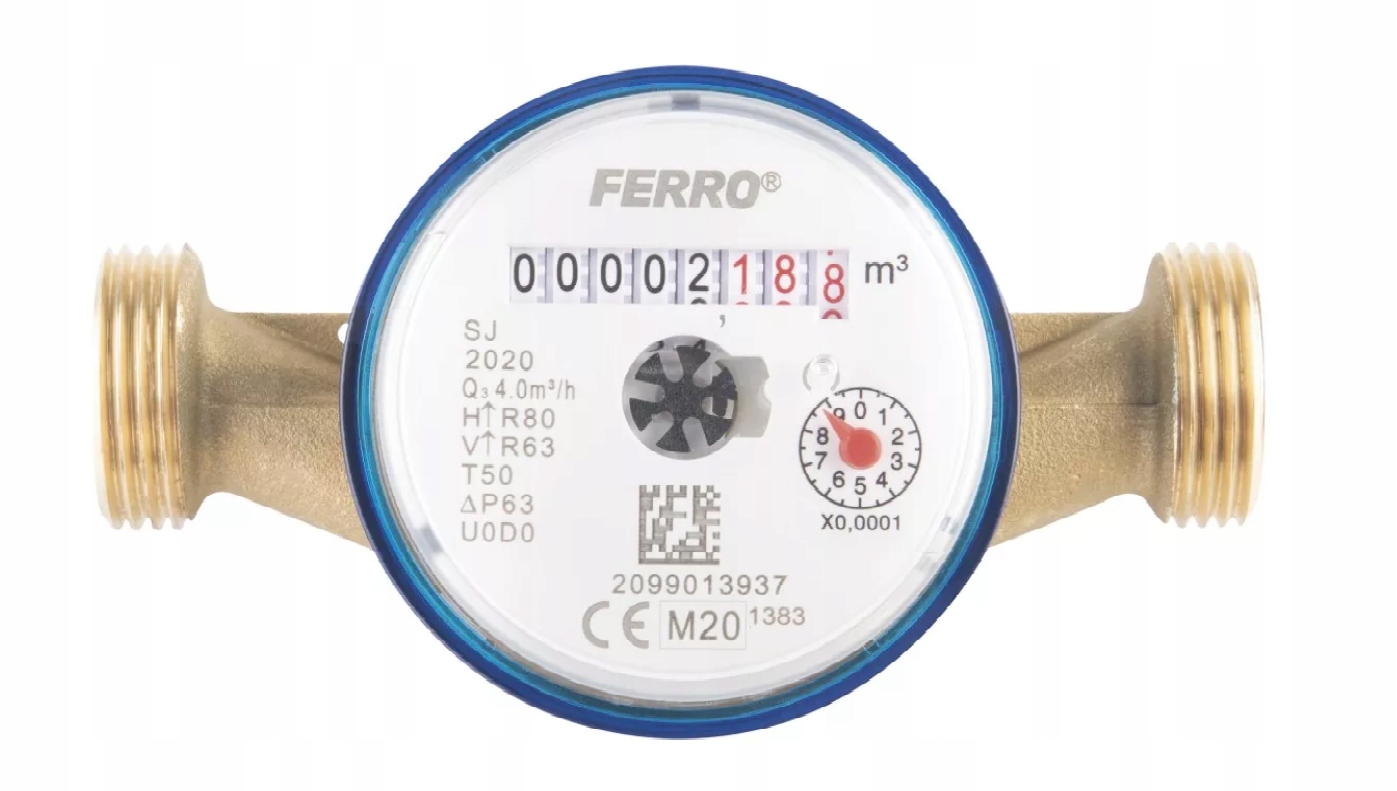 FERRO®
00002188 m³
,
SJ
2020
Q₃ 4.0m³/h
H↑R80
V↑R63
T50
ΔP63
U0D0
9 0 1
8 2
7 3
6 5 4
X0,0001
2099013937
CE M20 1383